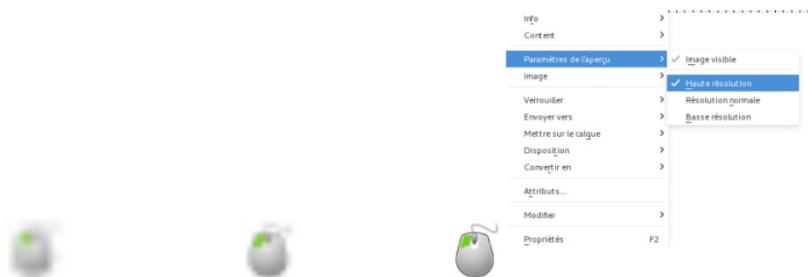 Info
Content
Paramètres de l'aperçu
Image visible
Image
Haute résolution
Verrouiller
Résolution normale
Envoyer vers
Basse résolution
Mettre sur le calque
Disposition
Convertir en
Attributs...
Modifier
Propriétés F2